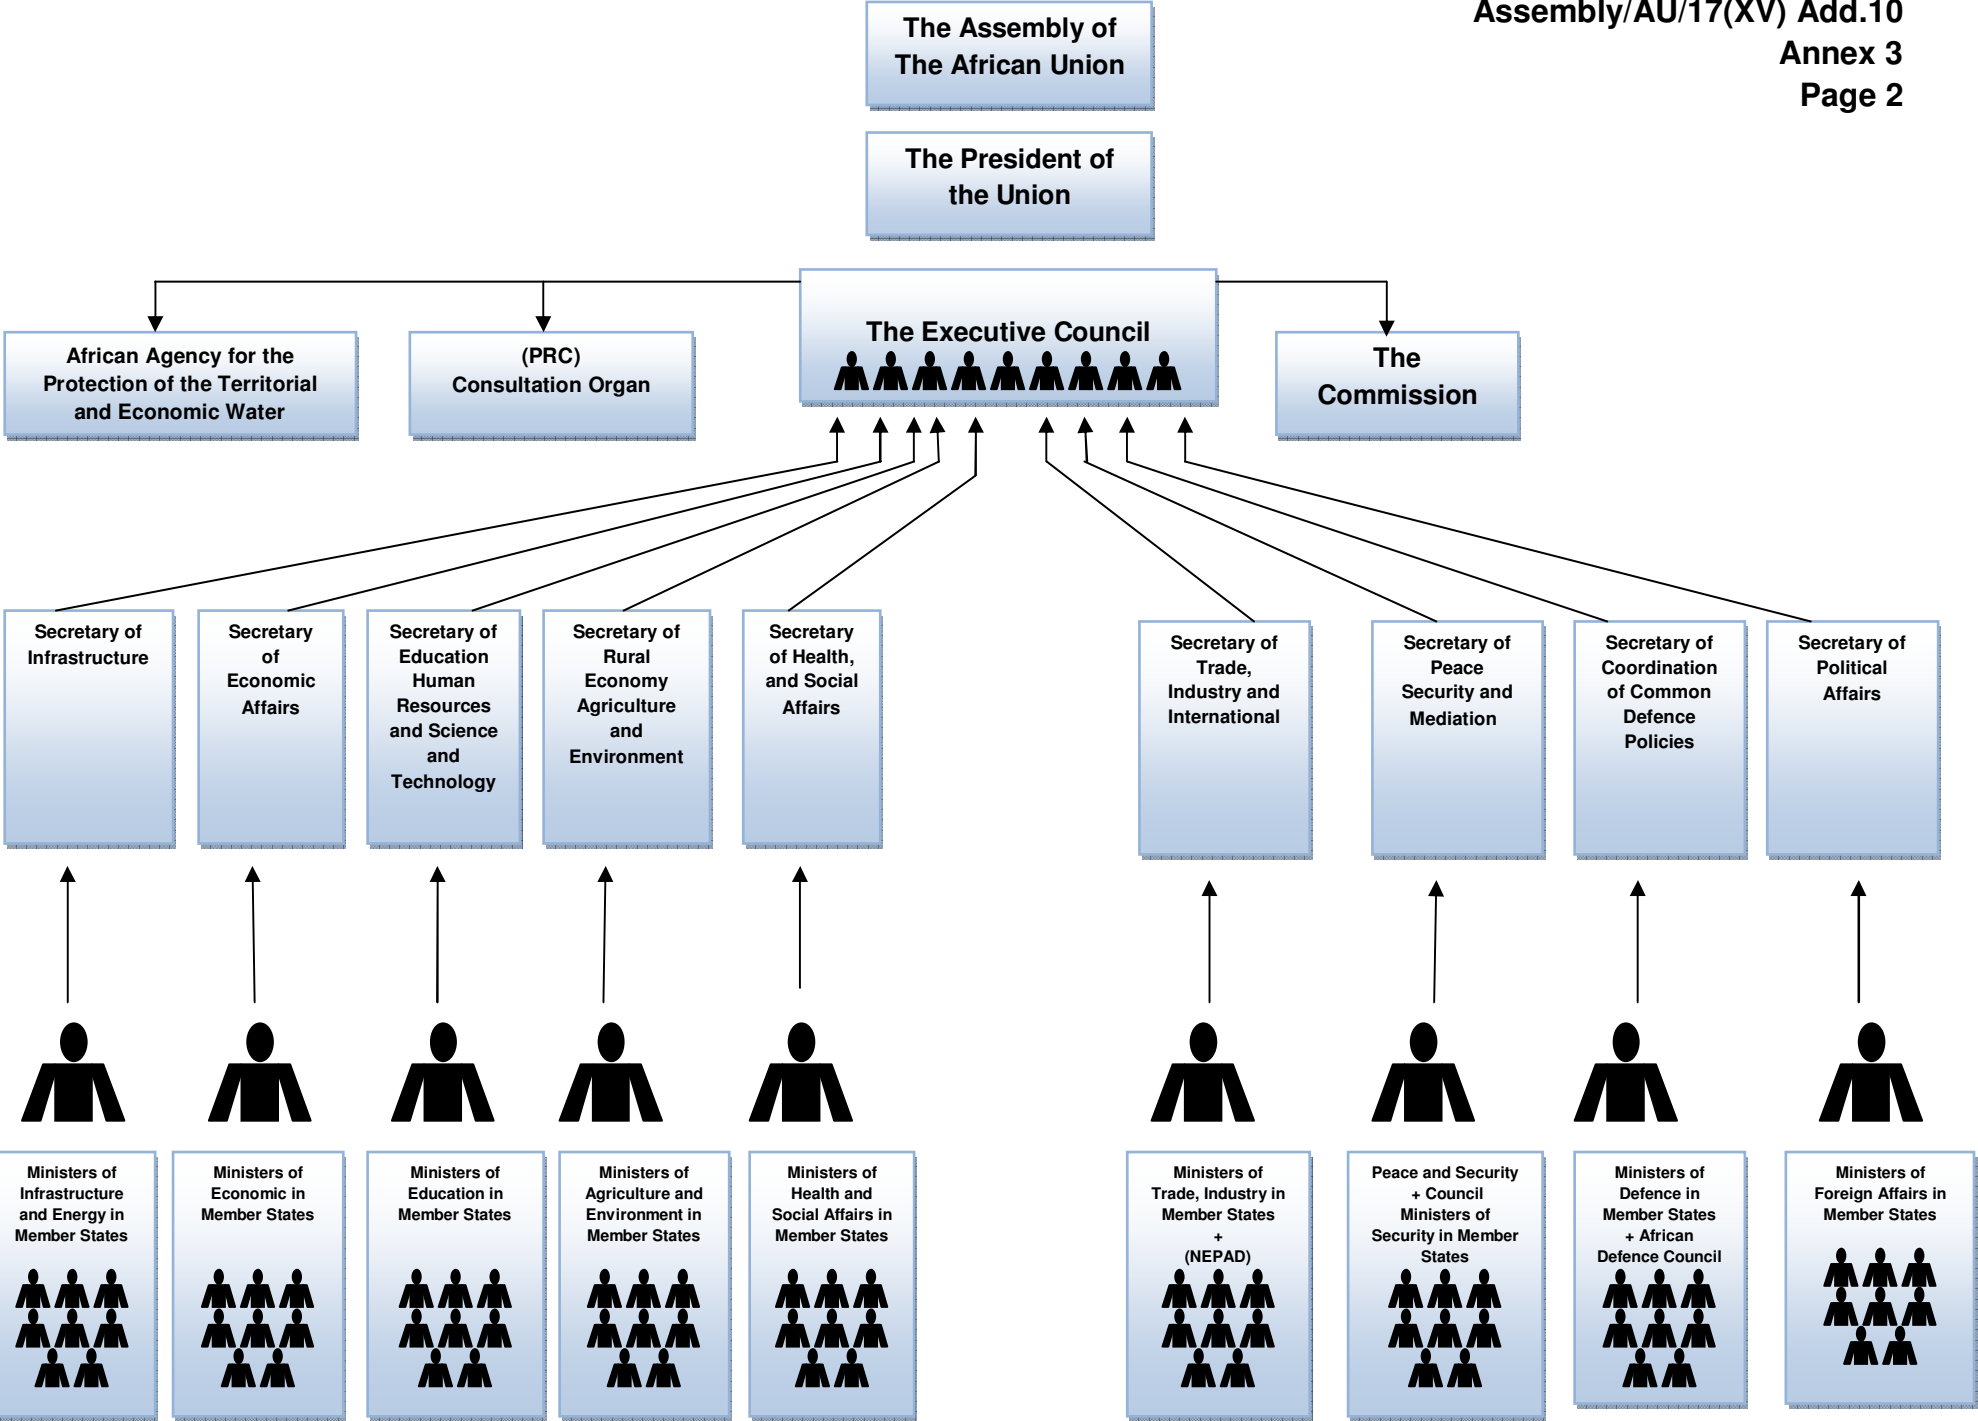 Assembly/AU/17(XV) Add.10
Annex 3
Page 2
The Assembly of
The African Union
The President of
the Union
The Executive Council
African Agency for the
Protection of the Territorial
and Economic Water
(PRC)
Consultation Organ
The
Commission
Secretary of
Infrastructure
Secretary
of
Economic
Affairs
Secretary of
Education
Human
Resources
and Science
and
Technology
Secretary of
Rural
Economy
Agriculture
and
Environment
Secretary
of Health,
and Social
Affairs
Secretary of
Trade,
Industry and
International
Secretary of
Peace
Security and
Mediation
Secretary of
Coordination
of Common
Defence
Policies
Secretary of
Political
Affairs
Ministers of
Infrastructure
and Energy in
Member States
Ministers of
Economic in
Member States
Ministers of
Education in
Member States
Ministers of
Agriculture and
Environment in
Member States
Ministers of
Health and
Social Affairs in
Member States
Ministers of
Trade, Industry in
Member States
+
(NEPAD)
Peace and Security
+ Council
Ministers of
Security in Member
States
Ministers of
Defence in
Member States
+ African
Defence Council
Ministers of
Foreign Affairs in
Member States